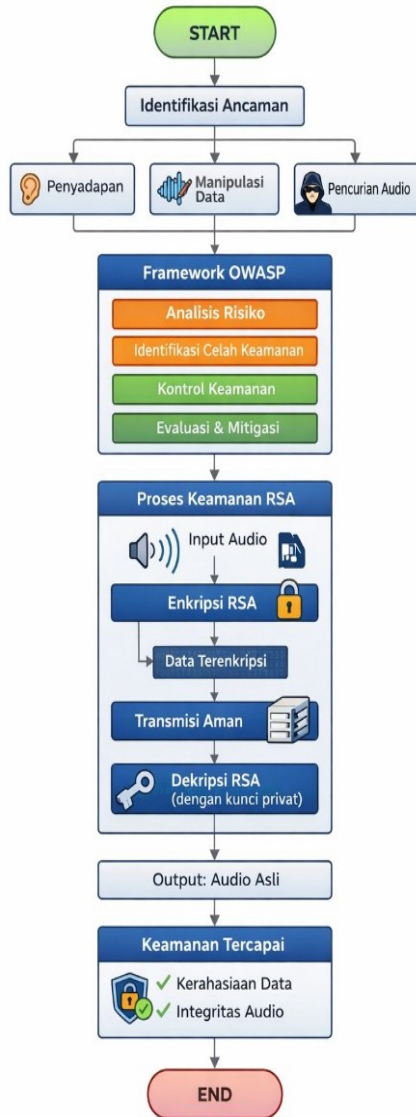 START
Identifikasi Ancaman
Penyadapan
Manipulasi
Data
Pencurian Audio
Framework OWASP
Analisis Risiko
Identifikasi Celah Keamanan
Kontrol Keamanan
Evaluasi & Mitigasi
Proses Keamanan RSA
Input Audio
Enkripsi RSA
Data Terenkripsi
Transmisi Aman
Dekripsi RSA
(dengan kunci privat)
Output: Audio Asli
Keamanan Tercapai
✓ Kerahasiaan Data
✓ Integritas Audio
END